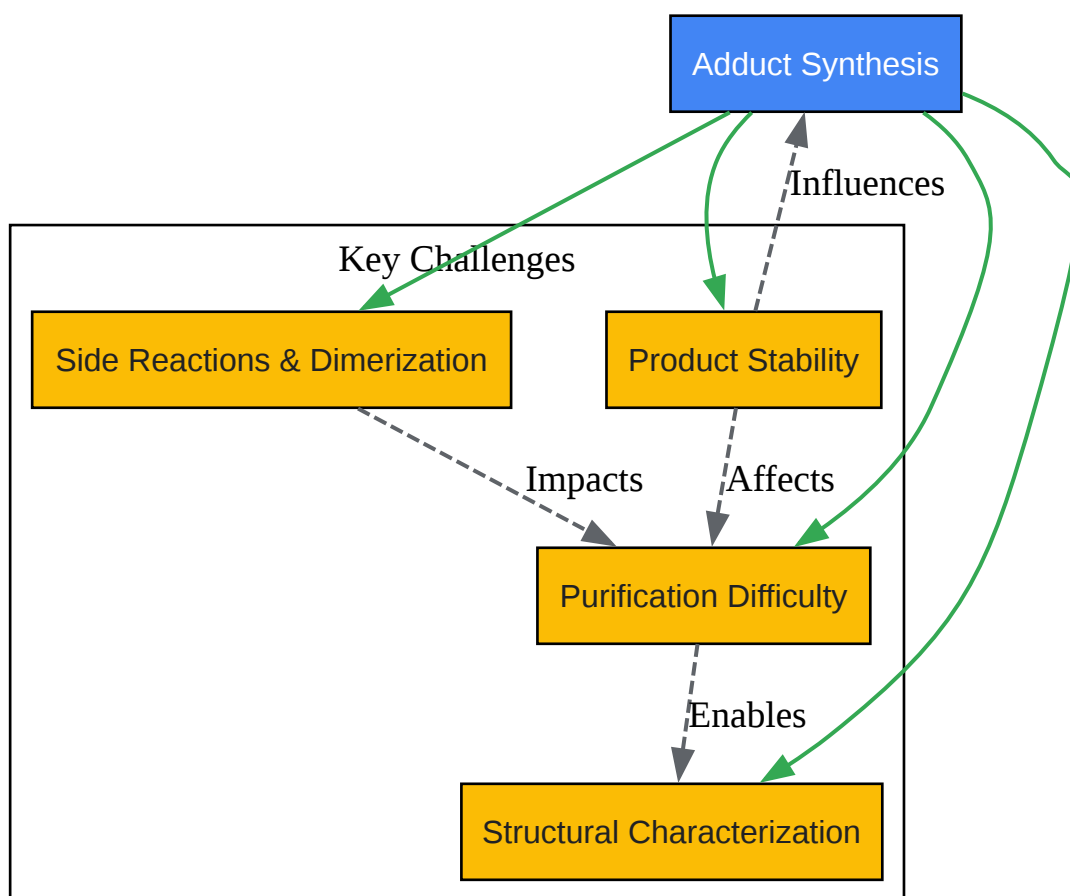 Adduct Synthesis
Influences
Key Challenges
Side Reactions & Dimerization
Product Stability
Impacts
Affects
Purification Difficulty
Enables
Structural Characterization